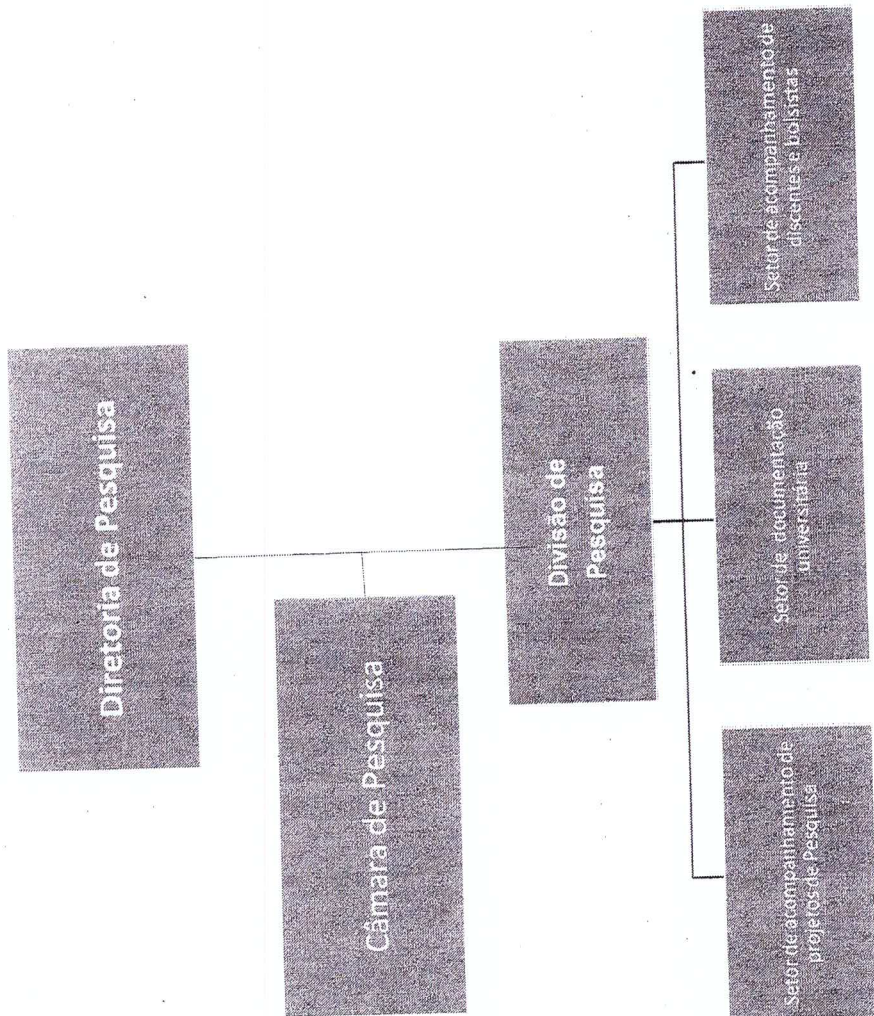 Diretoria de Pesquisa
Câmara de Pesquisa
Divisão de
Pesquisa
Setor de acompanhamento de
projetos de Pesquisa
Setor de documentação
universitária
Setor de acompanhamento de
discentes e bolsistas